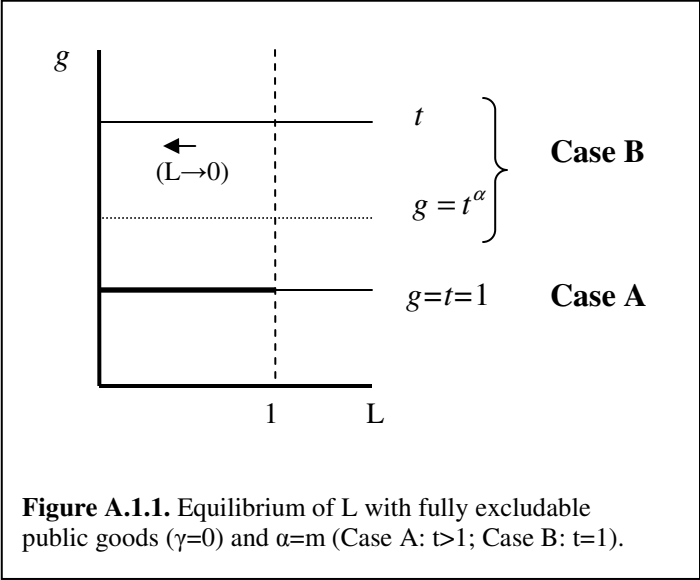 g
t
Case B
(L→0)
g = t^α
g=t=1 Case A
1 L
Figure A.1.1. Equilibrium of L with fully excludable
public goods (γ=0) and α=m (Case A: t>1; Case B: t=1).